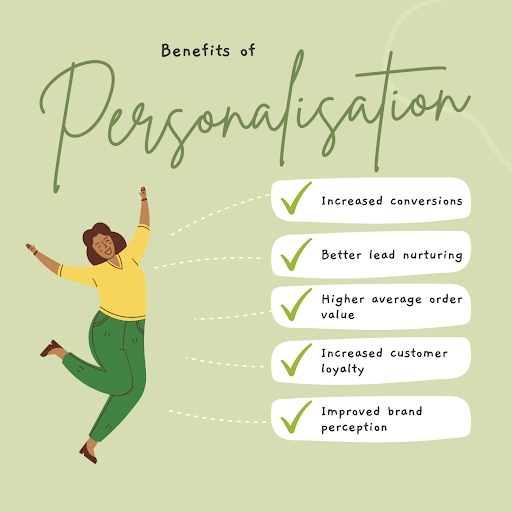 Benefits of
Personalisation
Increased conversions
Better lead nurturing
Higher average order
value
Increased customer
loyalty
Improved brand
perception